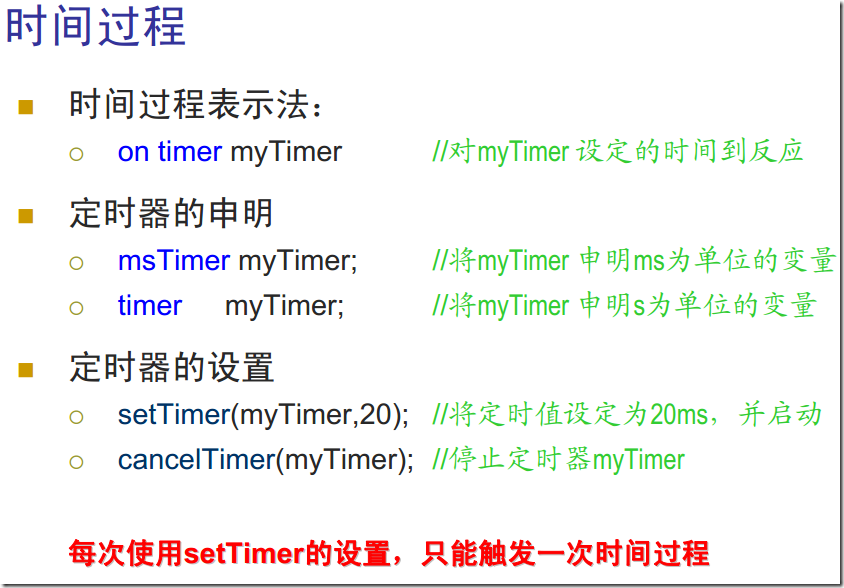 时间过程
时间过程表示法：
on timer myTimer //对myTimer 设定的时间到反应
定时器的申明
msTimer myTimer; //将myTimer 申明ms为单位的变量
timer myTimer; //将myTimer 申明s为单位的变量
定时器的设置
setTimer(myTimer,20); //将定时值设定为20ms，并启动
cancelTimer(myTimer); //停止定时器myTimer
每次使用setTimer的设置，只能触发一次时间过程